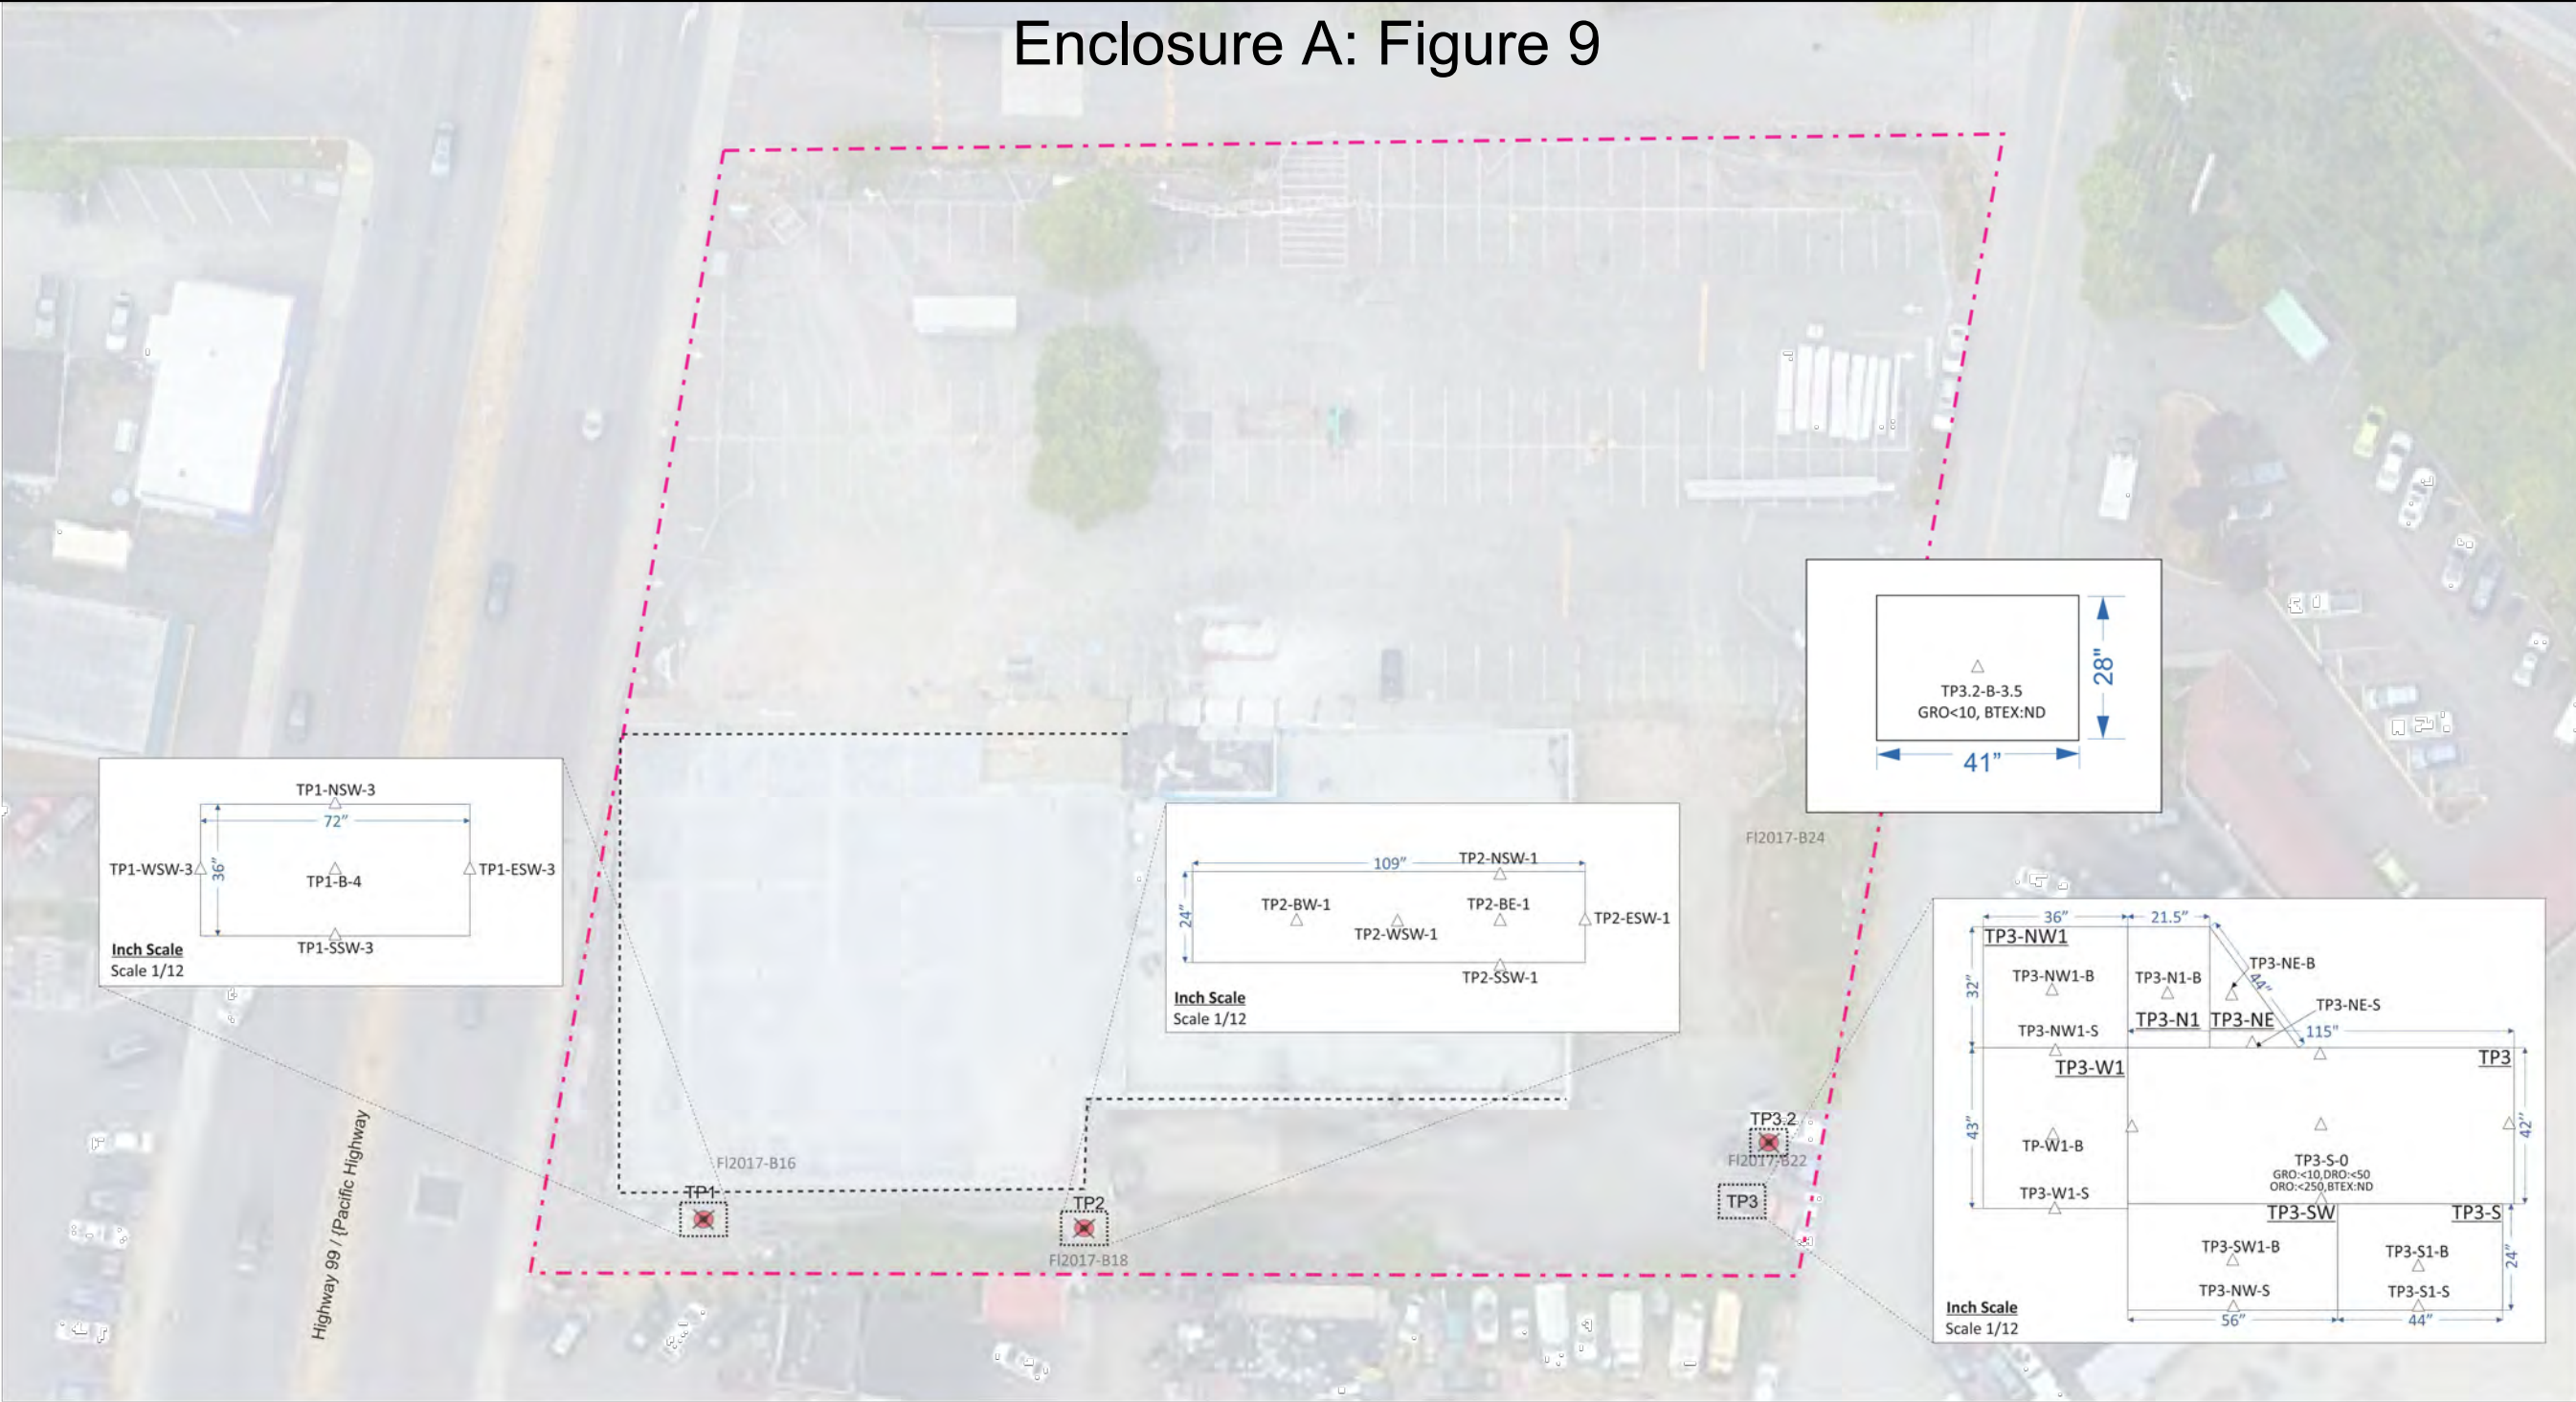 Enclosure A: Figure 9
TP3.2-B-3.5
GRO<10, BTEX:ND
28"
41”
FI2017-B24
TP1-NSW-3
72”
TP1-WSW-3
36”
TP1-B-4
TP1-ESW-3
TP1-SSW-3
Inch Scale
Scale 1/12
109”
TP2-NSW-1
24”
TP2-BW-1
TP2-BE-1
TP2-WSW-1
TP2-ESW-1
TP2-SSW-1
Inch Scale
Scale 1/12
36”
21.5”
TP3-NW1
32”
TP3-NW1-B
TP3-N1-B
TP3-NE-B
44”
TP3-NE-S
TP3-NW1-S
TP3-N1
TP3-NE
115”
TP3-W1
TP3
43”
TP-W1-B
42”
TP3-S-0
GRO:<10,DRO:<50
ORO:<250,BTEX:ND
TP3-W1-S
TP3-SW
TP3-S
TP3-SW1-B
TP3-S1-B
24”
TP3-NW-S
TP3-S1-S
56”
44”
Inch Scale
Scale 1/12
Highway 99 / {Pacific Highway
FI2017-B16
TP1
TP2
FI2017-B18
TP3.2
FI2017-B22
TP3